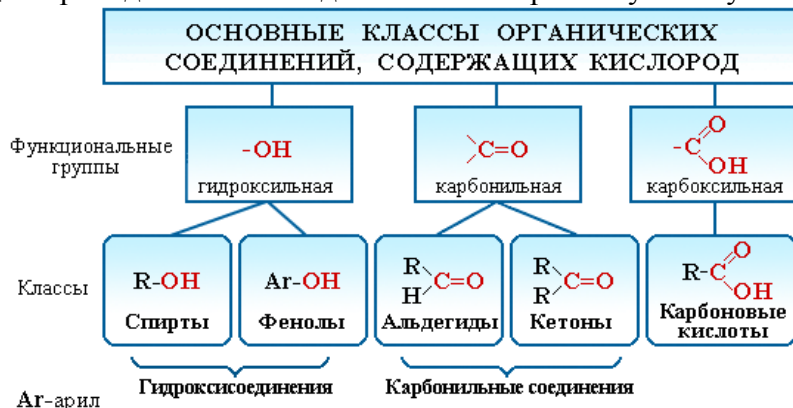 ОСНОВНЫЕ КЛАССЫ ОРГАНИЧЕСКИХ
СОЕДИНЕНИЙ, СОДЕРЖАЩИХ КИСЛОРОД
Функциональные
группы
-OH
гидроксильная
C=O
карбонильная
-C
O
OH
карбоксильная
Классы
R-OH
Спирты
Ar-OH
Фенолы
R
H
C=O
Альдегиды
R
R
C=O
Кетоны
R-C
O
OH
Карбоновые
кислоты
Гидроксисоединения
Карбонильные соединения
Ar-арил